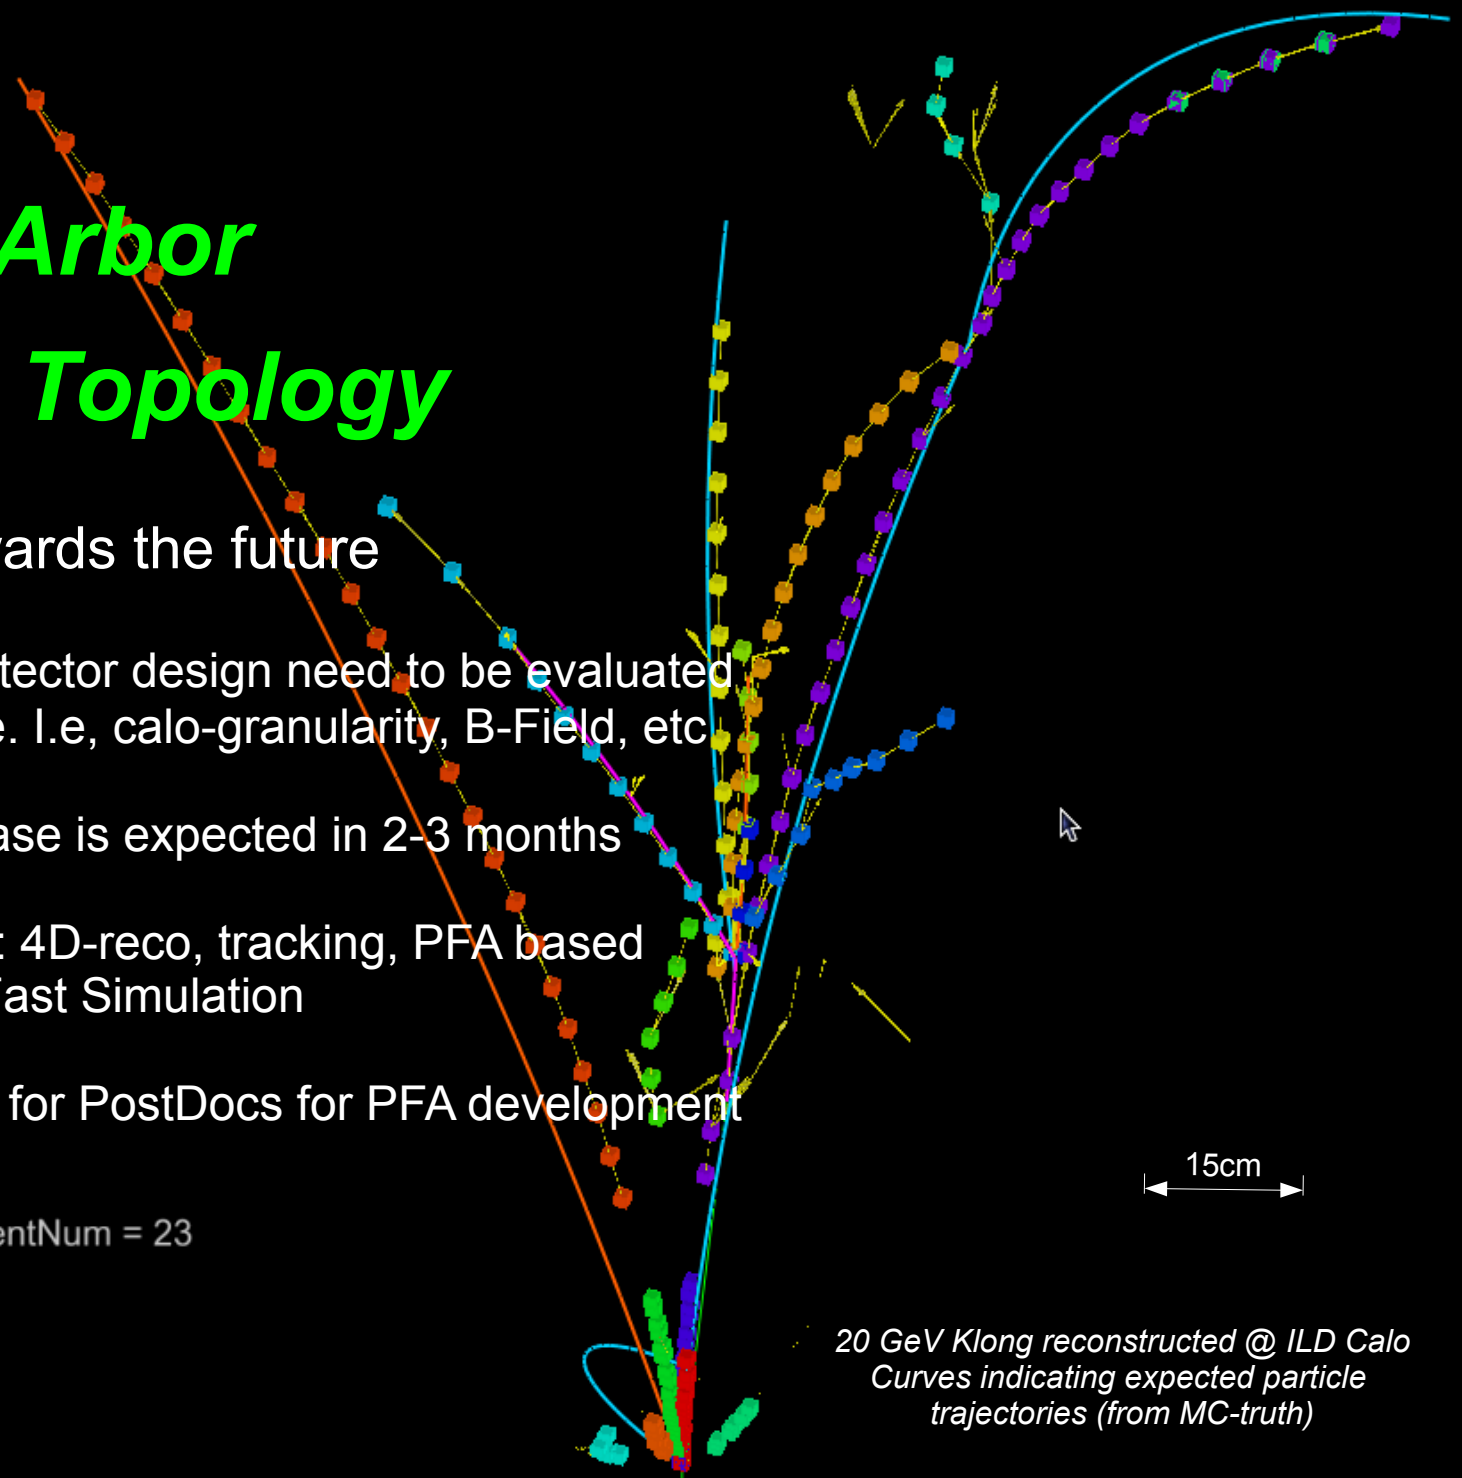 Arbor
Topology
wards the future
tector design need to be evaluated
e. I.e, calo-granularity, B-Field, etc
ase is expected in 2-3 months
: 4D-reco, tracking, PFA based
Fast Simulation
for PostDocs for PFA development
15cm
entNum = 23
20 GeV Klong reconstructed @ ILD Calo
Curves indicating expected particle
trajectories (from MC-truth)